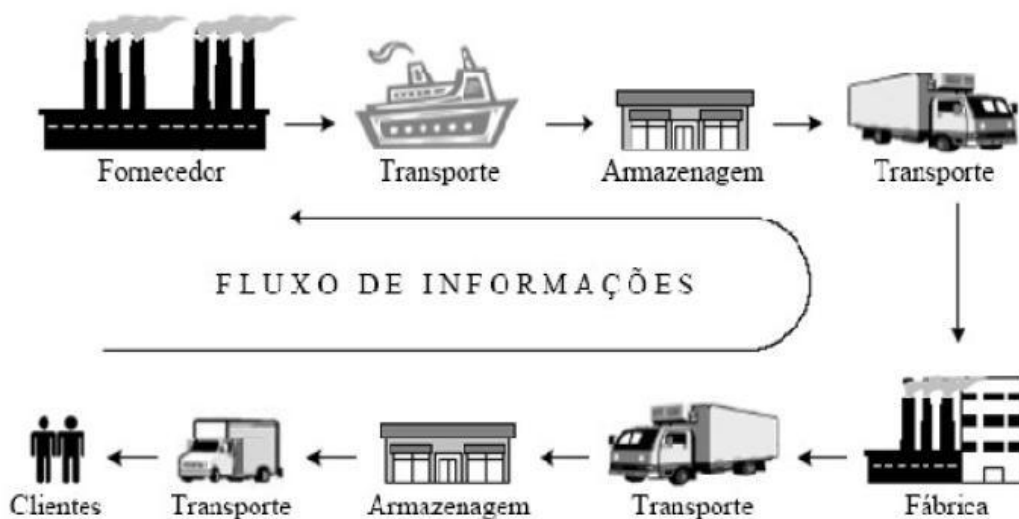 Fornecedor
Transporte
Armazenagem
Transporte
FLUXO DE INFORMAÇÕES
Clientes
Transporte
Armazenagem
Transporte
Fábrica